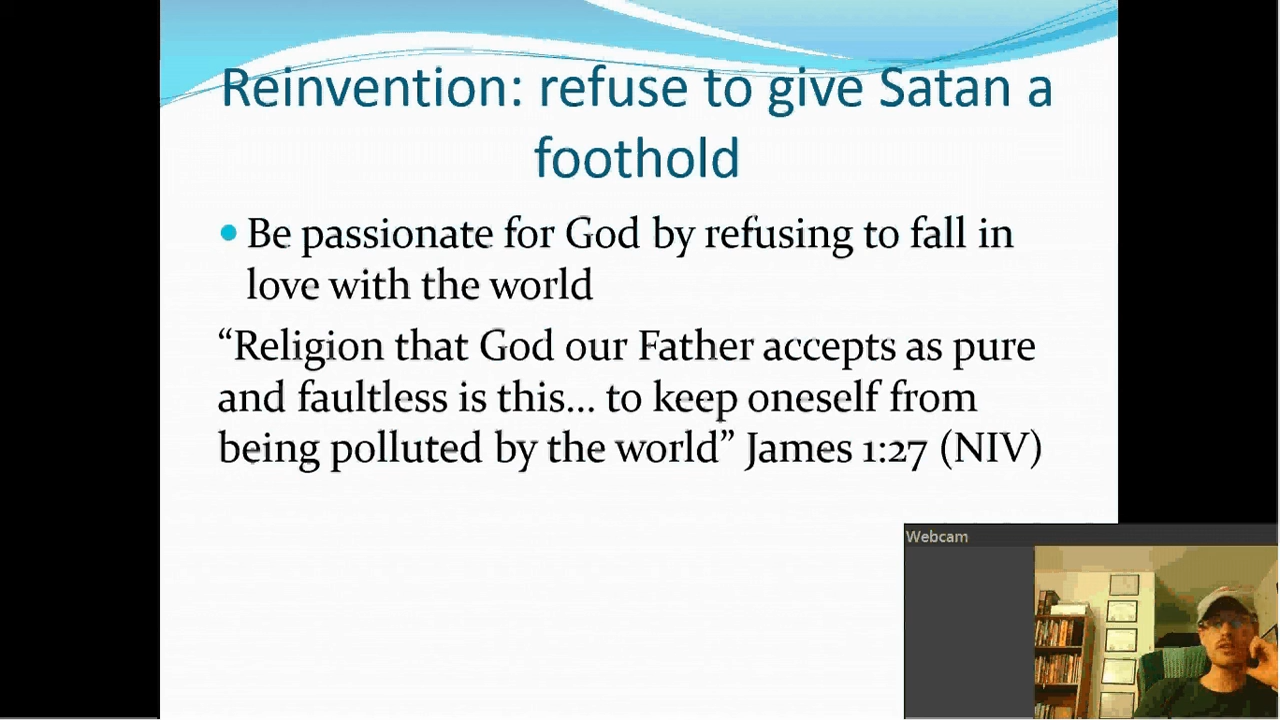 Reinvention: refuse to give Satan a
foothold
• Be passionate for God by refusing to fall in
love with the world
“Religion that God our Father accepts as pure
and faultless is this... to keep oneself from
being polluted by the world” James 1:27 (NIV)
Webcam